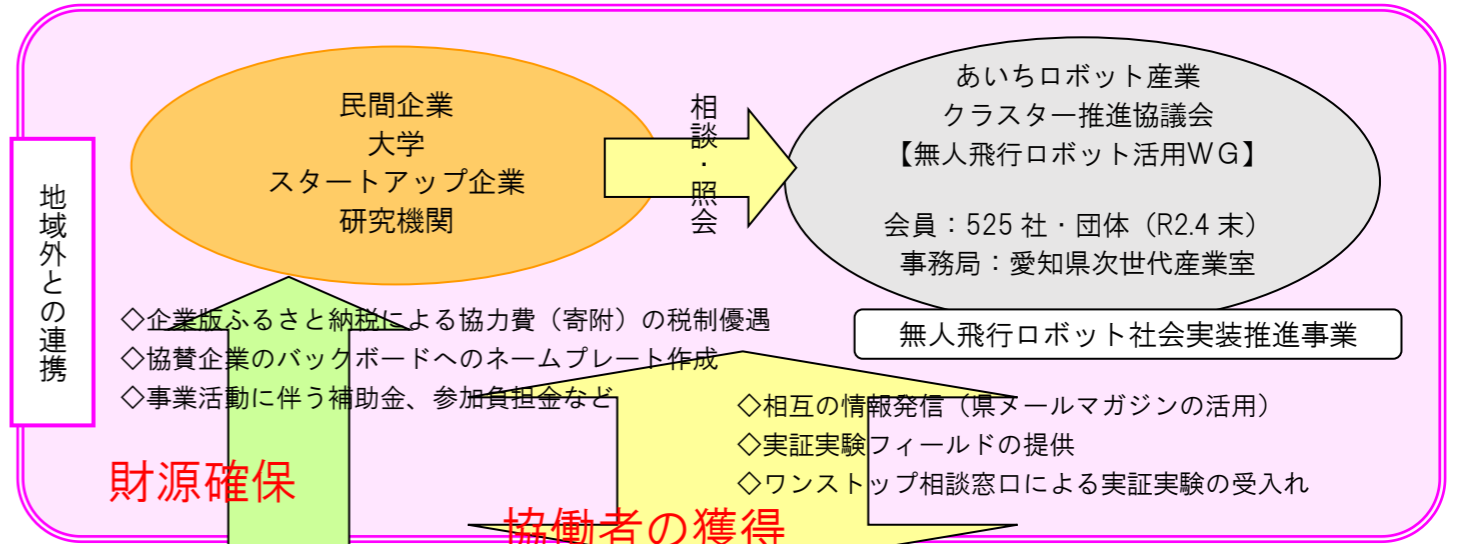 地域外との連携
民間企業
大学
スタートアップ企業
研究機関
相談・照会
あいちロボット産業
クラスター推進協議会
【無人飛行ロボット活用WG】
会員：525 社・団体（R2.4 末）
事務局：愛知県次世代産業室
無人飛行ロボット社会実装推進事業
◇企業版ふるさと納税による協力費（寄附）の税制優遇
◇協賛企業のバックボードへのネームプレート作成
◇事業活動に伴う補助金、参加負担金など
◇相互の情報発信（県メールマガジンの活用）
◇実証実験フィールドの提供
◇ワンストップ相談窓口による実証実験の受入れ
財源確保
協働者の獲得